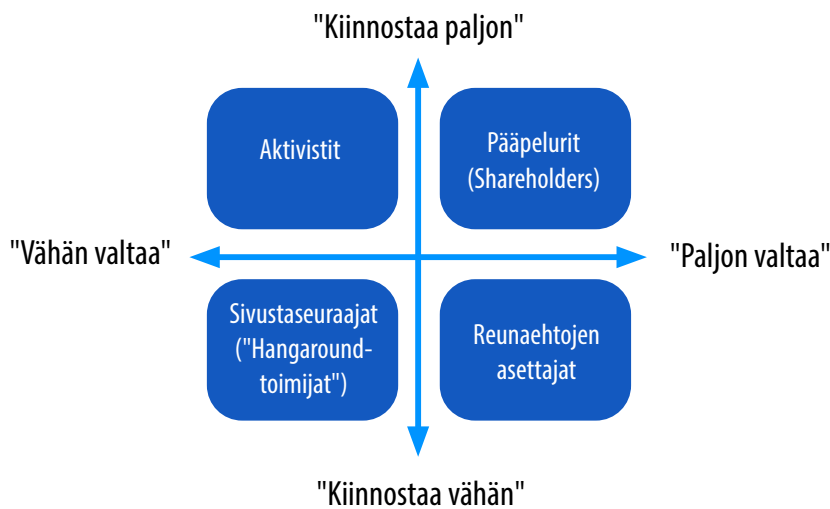 "Kiinnostaa paljon"
Aktivistit
Pääpelurit
(Shareholders)
"Vähän valtaa"
"Paljon valtaa"
Sivustaseuraajat
("Hangaround-
toimijat")
Reunaehtojen
asettajat
"Kiinnostaa vähän"